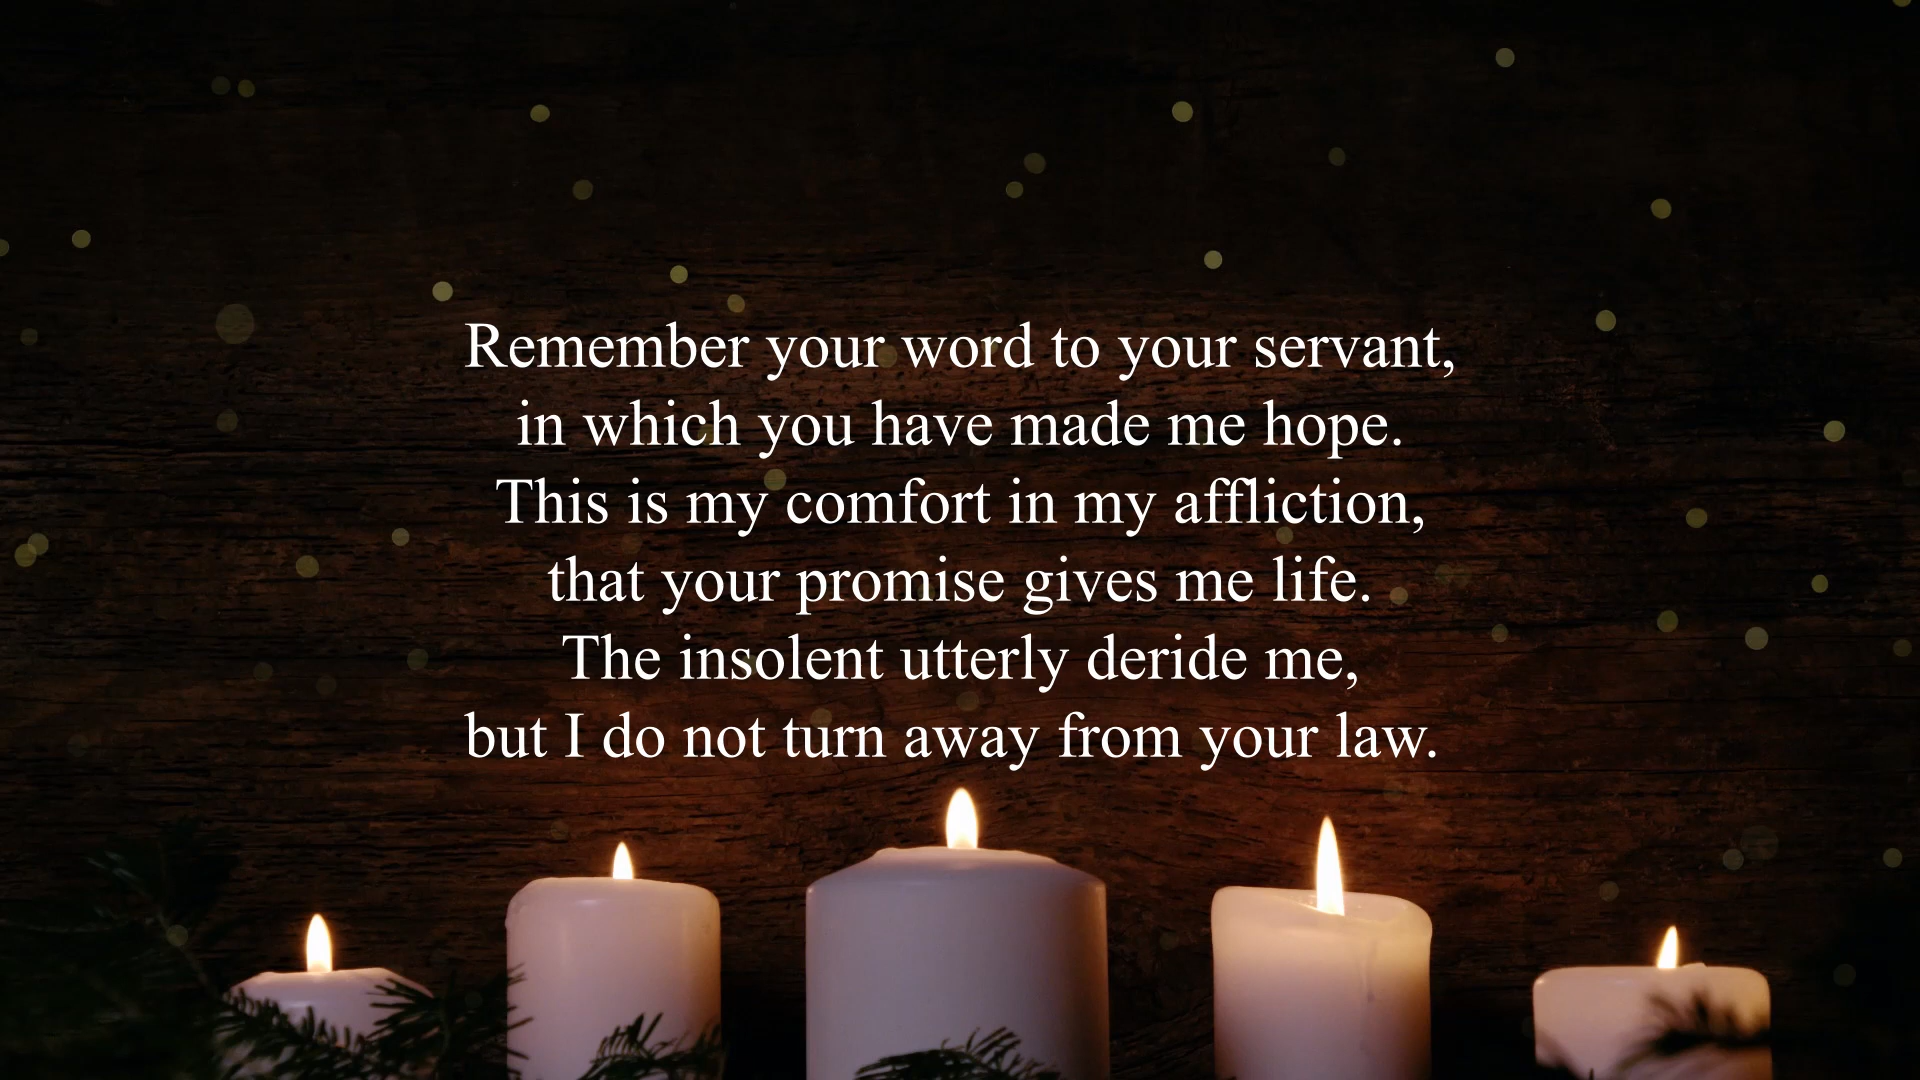 Remember your word to your servant,
in which you have made me hope.
This is my comfort in my affliction,
that your promise gives me life.
The insolent utterly deride me,
but I do not turn away from your law.